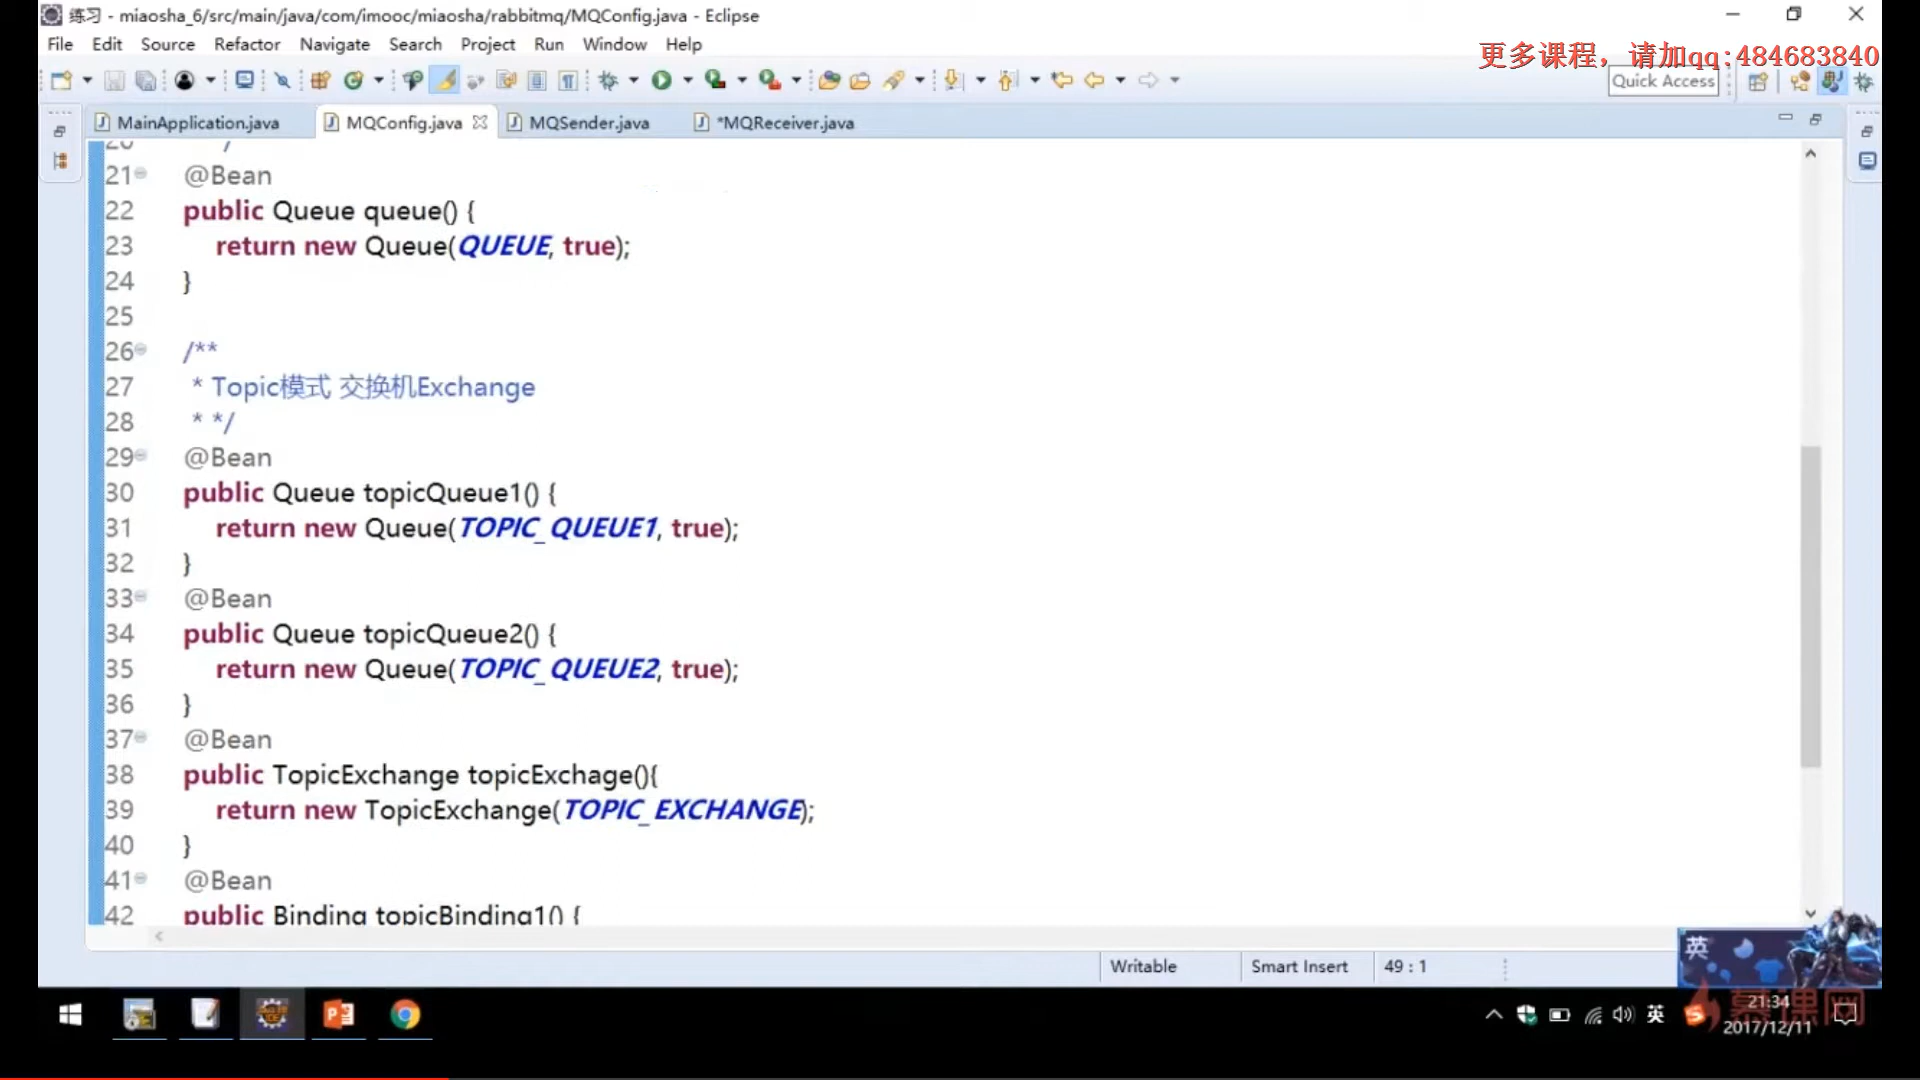 练习 - miaosha_6/src/main/java/com/imooc/miaosha/rabbitmq/MQConfig.java - Eclipse
File Edit Source Refactor Navigate Search Project Run Window Help
更多课程，请加qq:484683840
Quick Access
MainApplication.java MQConfig.java MQSender.java *MQReceiver.java
20 */
21 @Bean
22 public Queue queue() {
23 return new Queue(QUEUE, true);
24 }
25
26 /**
27 * Topic模式 交换机Exchange
28 * */
29 @Bean
30 public Queue topicQueue1() {
31 return new Queue(TOPIC_QUEUE1, true);
32 }
33 @Bean
34 public Queue topicQueue2() {
35 return new Queue(TOPIC_QUEUE2, true);
36 }
37 @Bean
38 public TopicExchange topicExchage(){
39 return new TopicExchange(TOPIC_EXCHANGE);
40 }
41 @Bean
42 public Binding topicBinding1() {
Writable Smart Insert 49 : 1
英
英
慕课网
21:34
2017/12/11